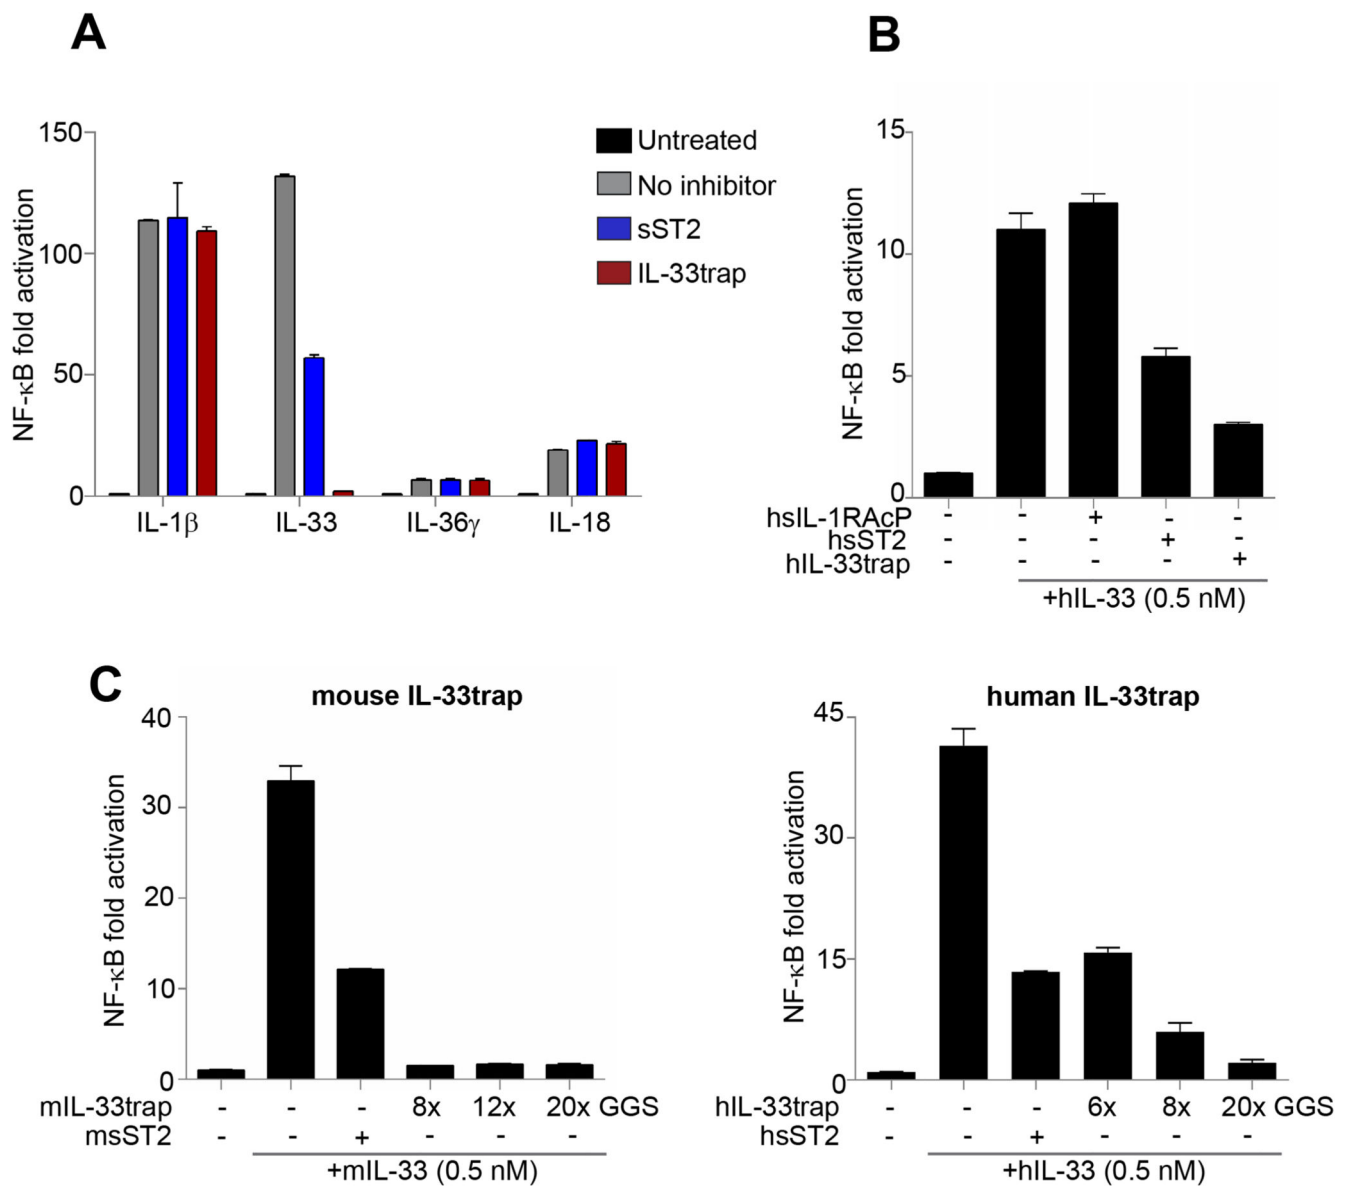 A
NF-κB fold activation
150
100
50
0
IL-1β IL-33 IL-36γ IL-18
Untreated
No inhibitor
sST2
IL-33trap
B
NF-κB fold activation
15
10
5
0
hsIL-1RAcP - - + - -
hsST2 - - - + -
hIL-33trap - - - - +
+hIL-33 (0.5 nM)
C
mouse IL-33trap
NF-κB fold activation
40
30
20
10
0
mIL-33trap - - - 8x 12x 20x GGS
msST2 - - + - - -
+mIL-33 (0.5 nM)
human IL-33trap
NF-κB fold activation
45
30
15
0
hIL-33trap - - - 6x 8x 20x GGS
hsST2 - - + - - -
+hIL-33 (0.5 nM)